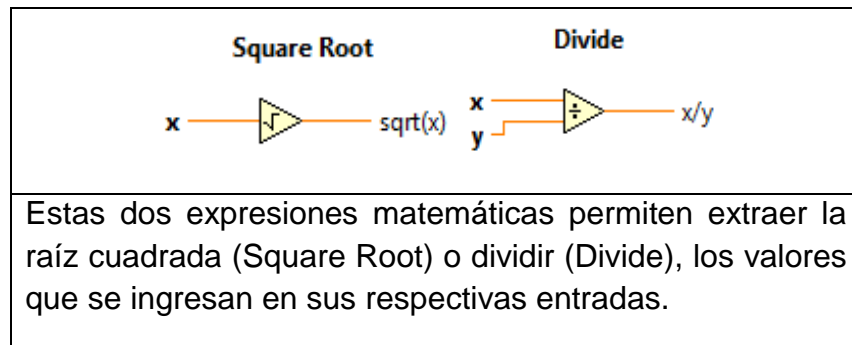 Square Root
Divide
x
sqrt(x)
x
y
x/y
Estas dos expresiones matemáticas permiten extraer la
raíz cuadrada (Square Root) o dividir (Divide), los valores
que se ingresan en sus respectivas entradas.